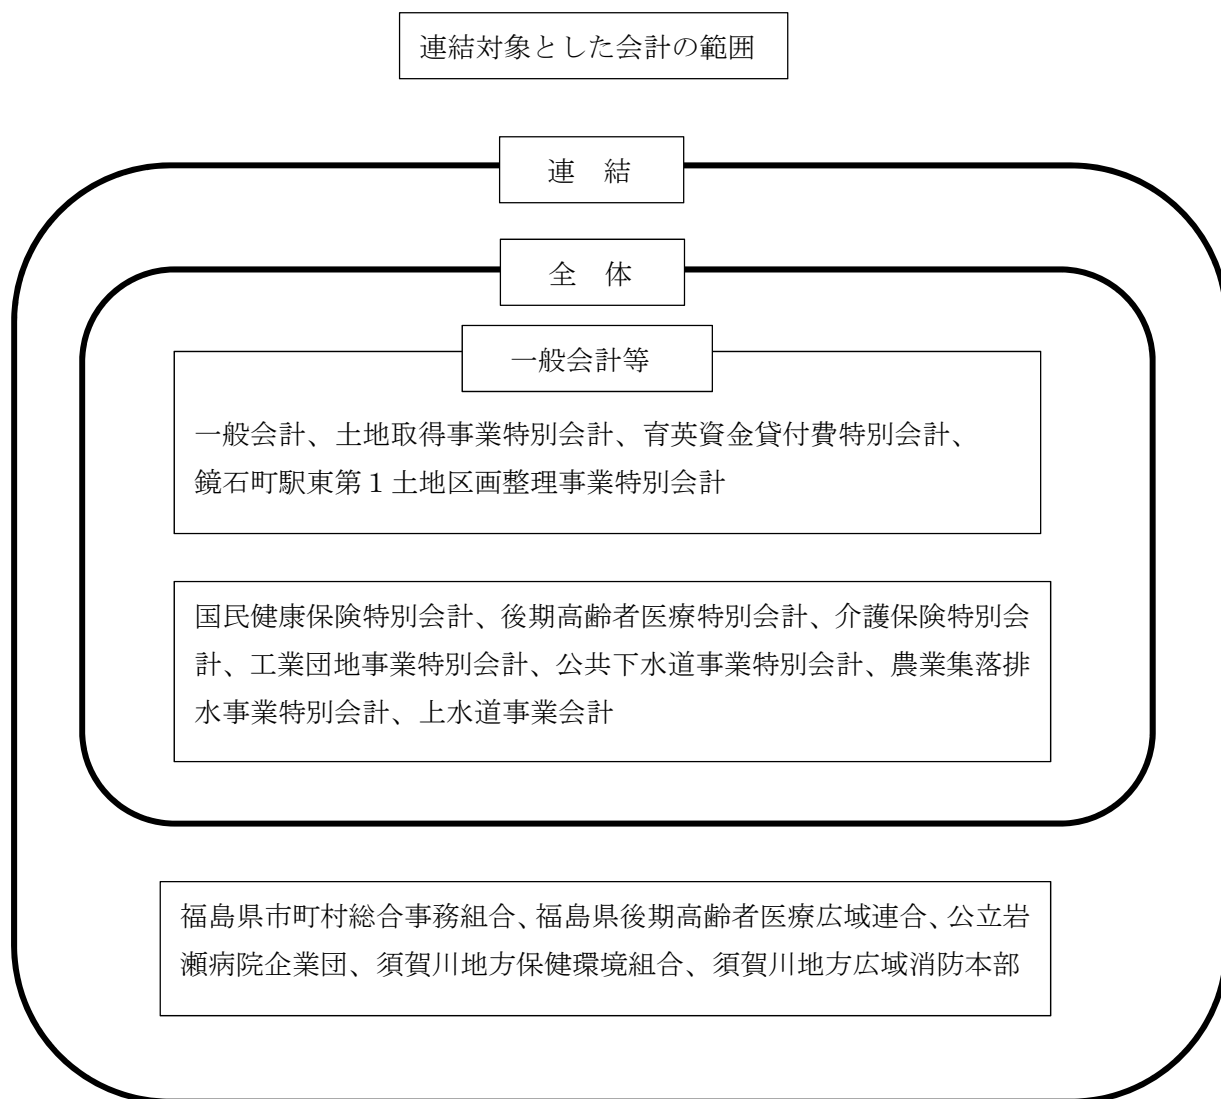 連結対象とした会計の範囲
連　結
全　体
一般会計等
一般会計、土地取得事業特別会計、育英資金貸付費特別会計、
鏡石町駅東第１土地区画整理事業特別会計
国民健康保険特別会計、後期高齢者医療特別会計、介護保険特別会
計、工業団地事業特別会計、公共下水道事業特別会計、農業集落排
水事業特別会計、上水道事業会計
福島県市町村総合事務組合、福島県後期高齢者医療広域連合、公立岩
瀬病院企業団、須賀川地方保健環境組合、須賀川地方広域消防本部